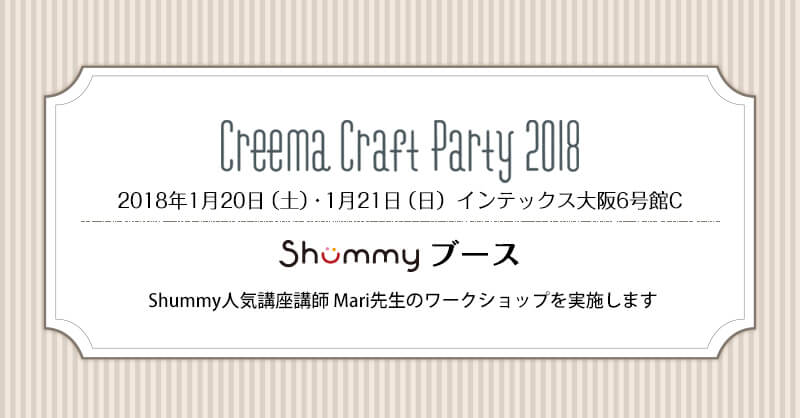 Creema Craft Party 2018
2018年1月20日（土）・1月21日（日）インテックス大阪6号館C
Shummy ブース
Shummy人気講座講師 Mari先生のワークショップを実施します